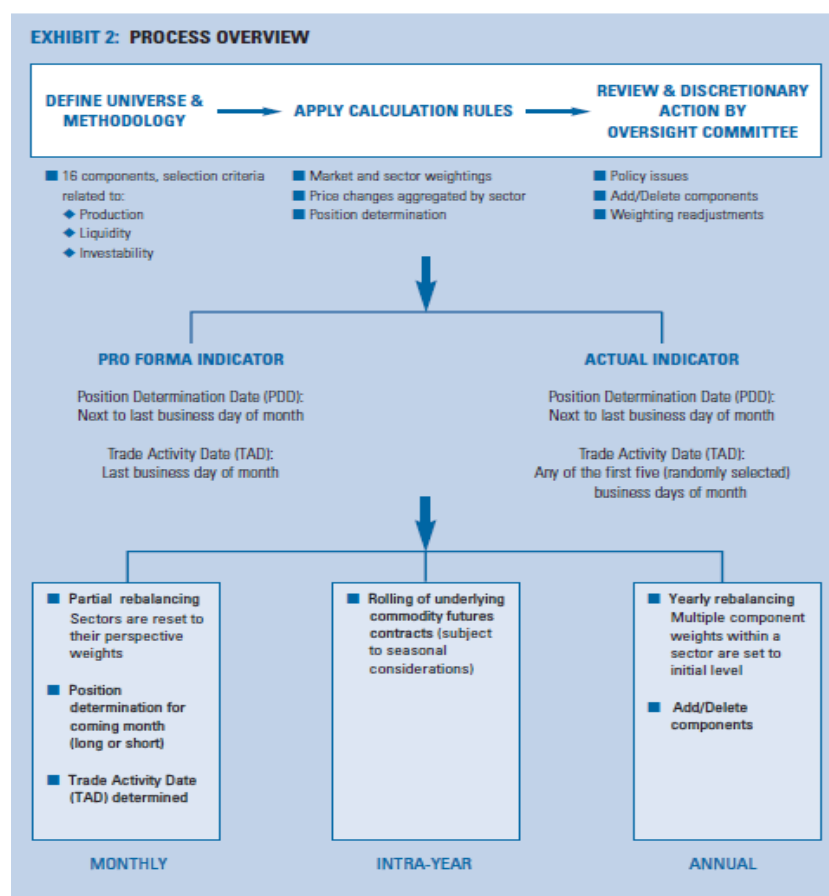 EXHIBIT 2: PROCESS OVERVIEW
DEFINE UNIVERSE &
METHODOLOGY
APPLY CALCULATION RULES
REVIEW & DISCRETIONARY
ACTION BY
OVERSIGHT COMMITTEE
16 components, selection criteria
related to:
Production
Liquidity
Investability
Market and sector weightings
Price changes aggregated by sector
Position determination
Policy issues
Add/Delete components
Weighting readjustments
PRO FORMA INDICATOR
Position Determination Date (PDD):
Next to last business day of month
Trade Activity Date (TAD):
Last business day of month
ACTUAL INDICATOR
Position Determination Date (PDD):
Next to last business day of month
Trade Activity Date (TAD):
Any of the first five (randomly selected)
business days of month
Partial rebalancing
Sectors are reset to
their perspective
weights
Position
determination for
coming month
(long or short)
Trade Activity Date
(TAD) determined
MONTHLY
Rolling of underlying
commodity futures
contracts (subject
to seasonal
considerations)
INTRA-YEAR
Yearly rebalancing
Multiple component
weights within a
sector are set to
initial level
Add/Delete
components
ANNUAL